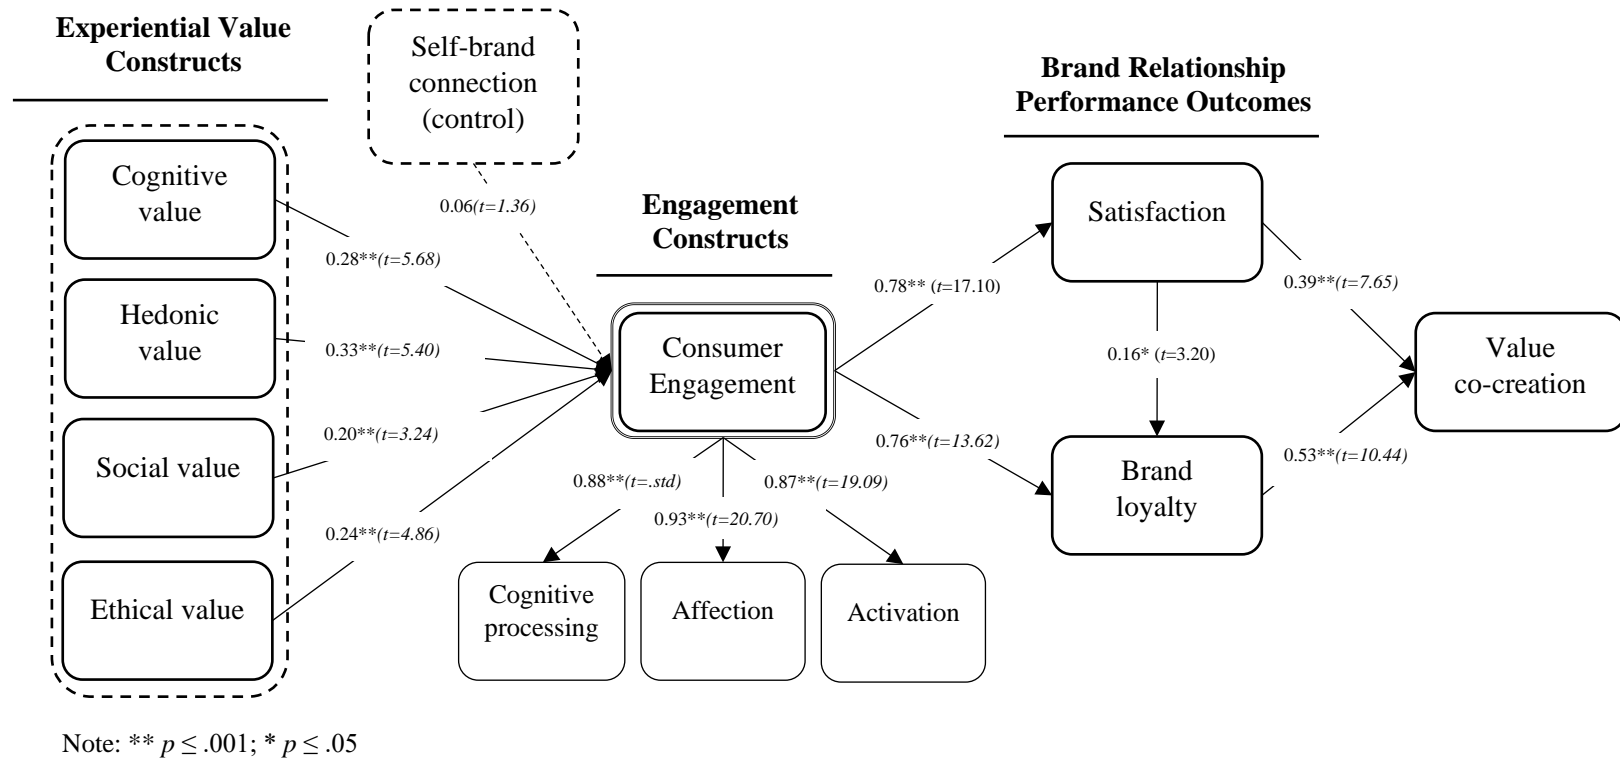 Experiential Value
Constructs
Cognitive
value
Hedonic
value
Social value
Ethical value
Self-brand
connection
(control)
0.06(t=1.36)
0.28**(t=5.68)
0.33**(t=5.40)
0.20**(t=3.24)
0.24**(t=4.86)
Engagement
Constructs
Consumer
Engagement
0.88**(t=.std)
0.93**(t=20.70)
0.87**(t=19.09)
Cognitive
processing
Affection
Activation
Brand Relationship
Performance Outcomes
0.78** (t=17.10)
0.76**(t=13.62)
Satisfaction
0.16* (t=3.20)
Brand
loyalty
0.39**(t=7.65)
0.53**(t=10.44)
Value
co-creation
Note: ** p ≤ .001; * p ≤ .05